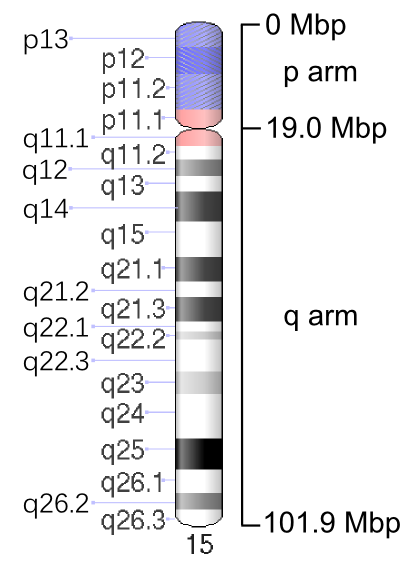 0 Mbp
p13
p12
p arm
p11.2
p11.1
19.0 Mbp
q11.1
q11.2
q12
q13
q14
q15
q21.1
q21.2
q21.3
q arm
q22.1
q22.2
q22.3
q23
q24
q25
q26.1
q26.2
q26.3
101.9 Mbp
15